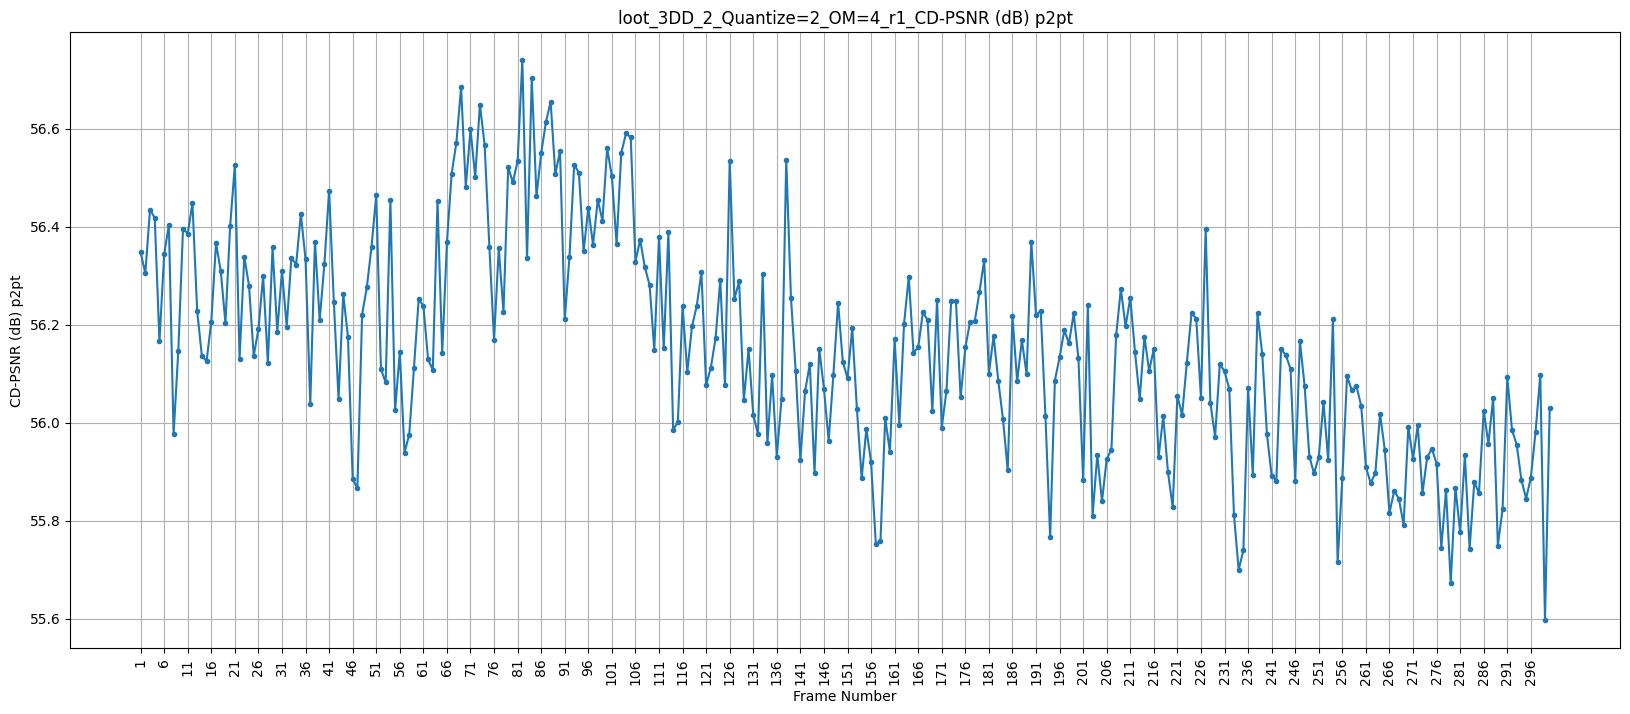 loot_3DD_2_Quantize=2_OM=4_r1_CD-PSNR (dB) p2pt
CD-PSNR (dB) p2pt
56.6
56.4
56.2
56.0
55.8
55.6
1 6 11 16 21 26 31 36 41 46 51 56 61 66 71 76 81 86 91 96 101 106 111 116 121 126 131 136 141 146 151 156 161 166 171 176 181 186 191 196 201 206 211 216 221 226 231 236 241 246 251 256 261 266 271 276 281 286 291 296
Frame Number